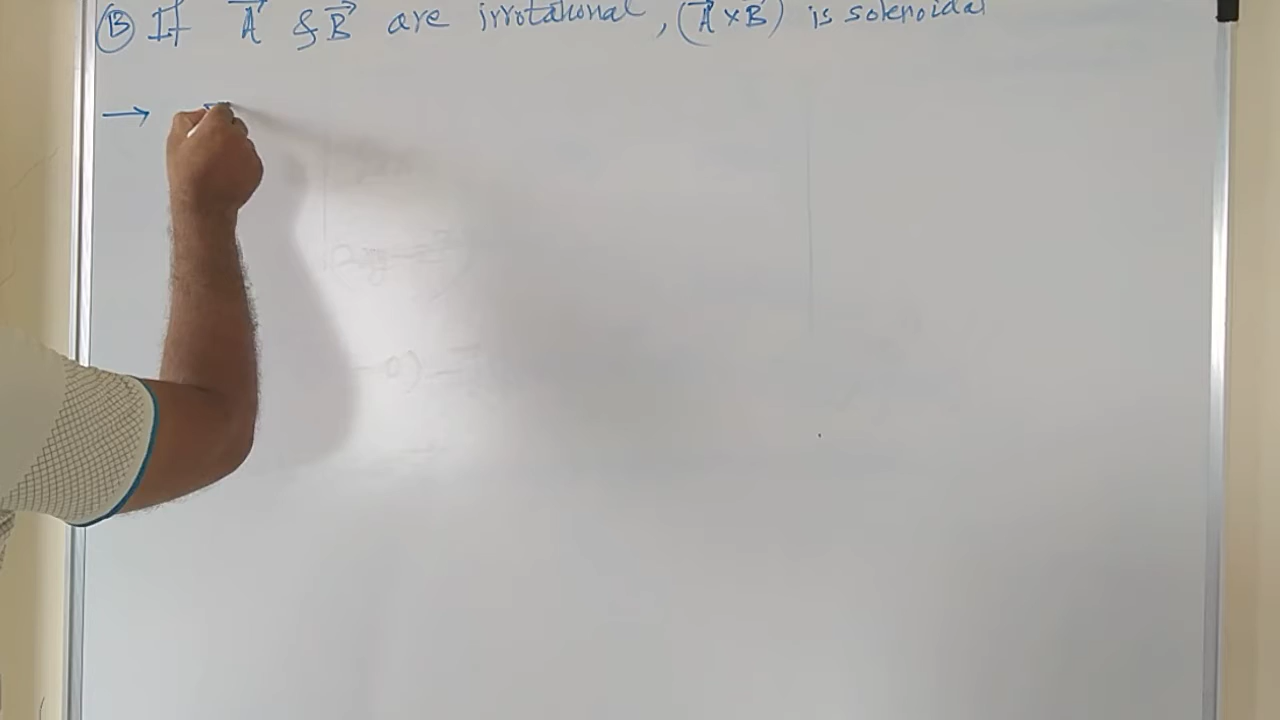 Ⓑ If A⃗ & B⃗ are irrotational, (A⃗ × B⃗) is solenoidal
→